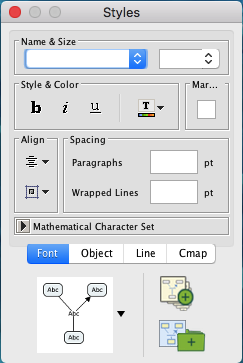 Styles
Name & Size
Style & Color
Mar...
b i u T
Align
Spacing
Paragraphs pt
Wrapped Lines pt
Mathematical Character Set
Font Object Line Cmap
Abc Abc
Abc
Abc